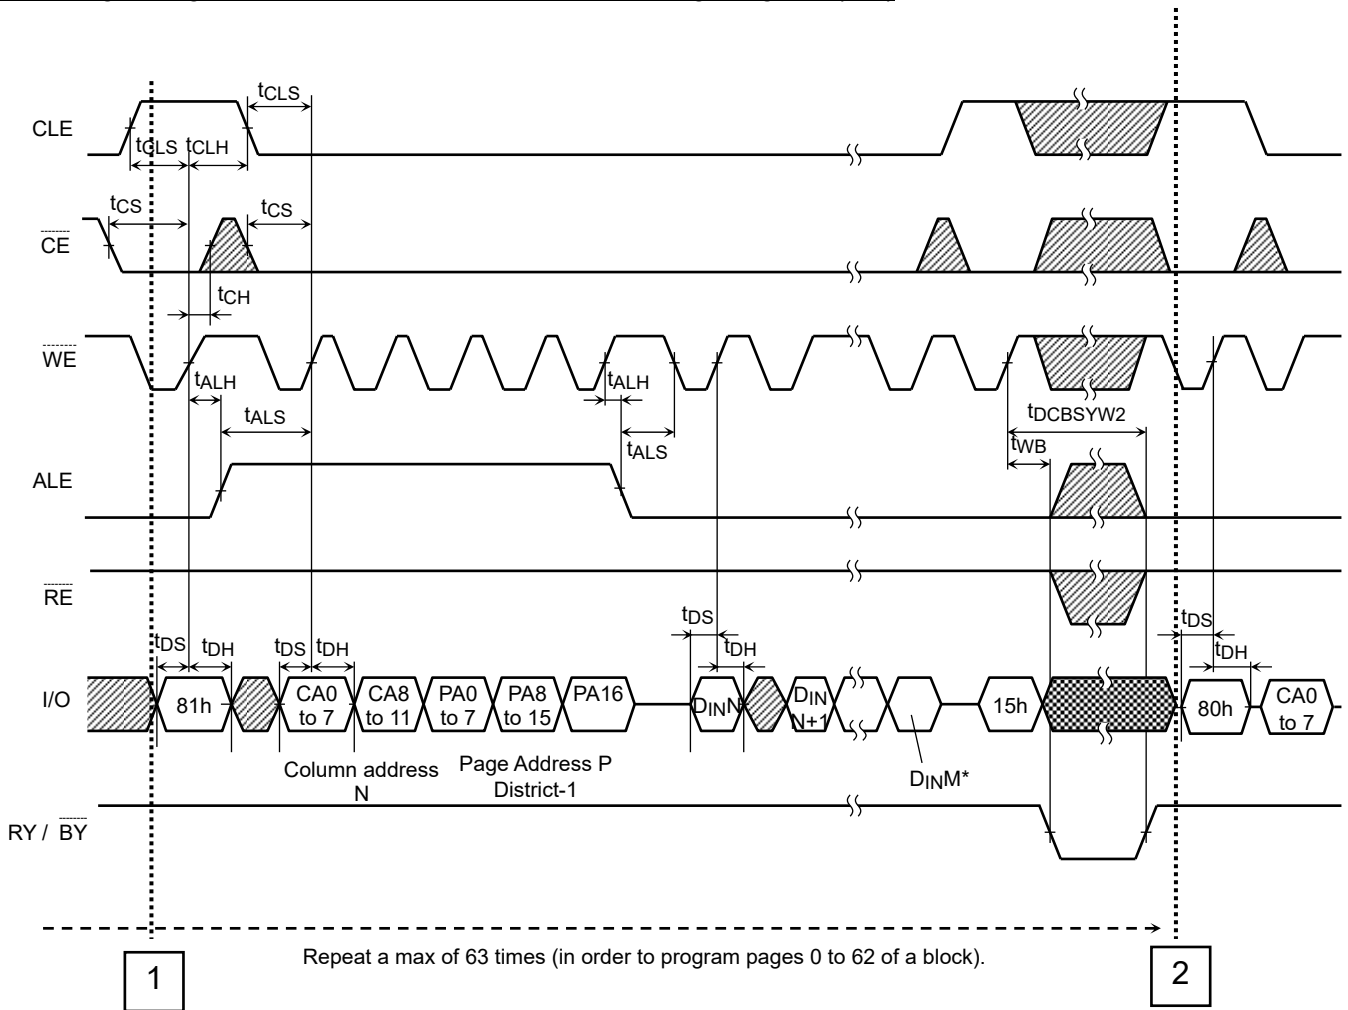 tCLS
CLE
tCLS tCLH
tCS tCS
CE
tCH
WE
tALH tALH
tALS tDCBSYW2
tALS tWB
ALE
RE
tDS tDH tDS tDH tDS tDH tDS tDH
I/O 81h CA0 to 7 CA8 to 11 PA0 to 7 PA8 to 15 PA16 DINN DIN N+1 15h 80h CA0 to 7
Column address N
Page Address P District-1
DINM*
RY / BY
Repeat a max of 63 times (in order to program pages 0 to 62 of a block).
1 2